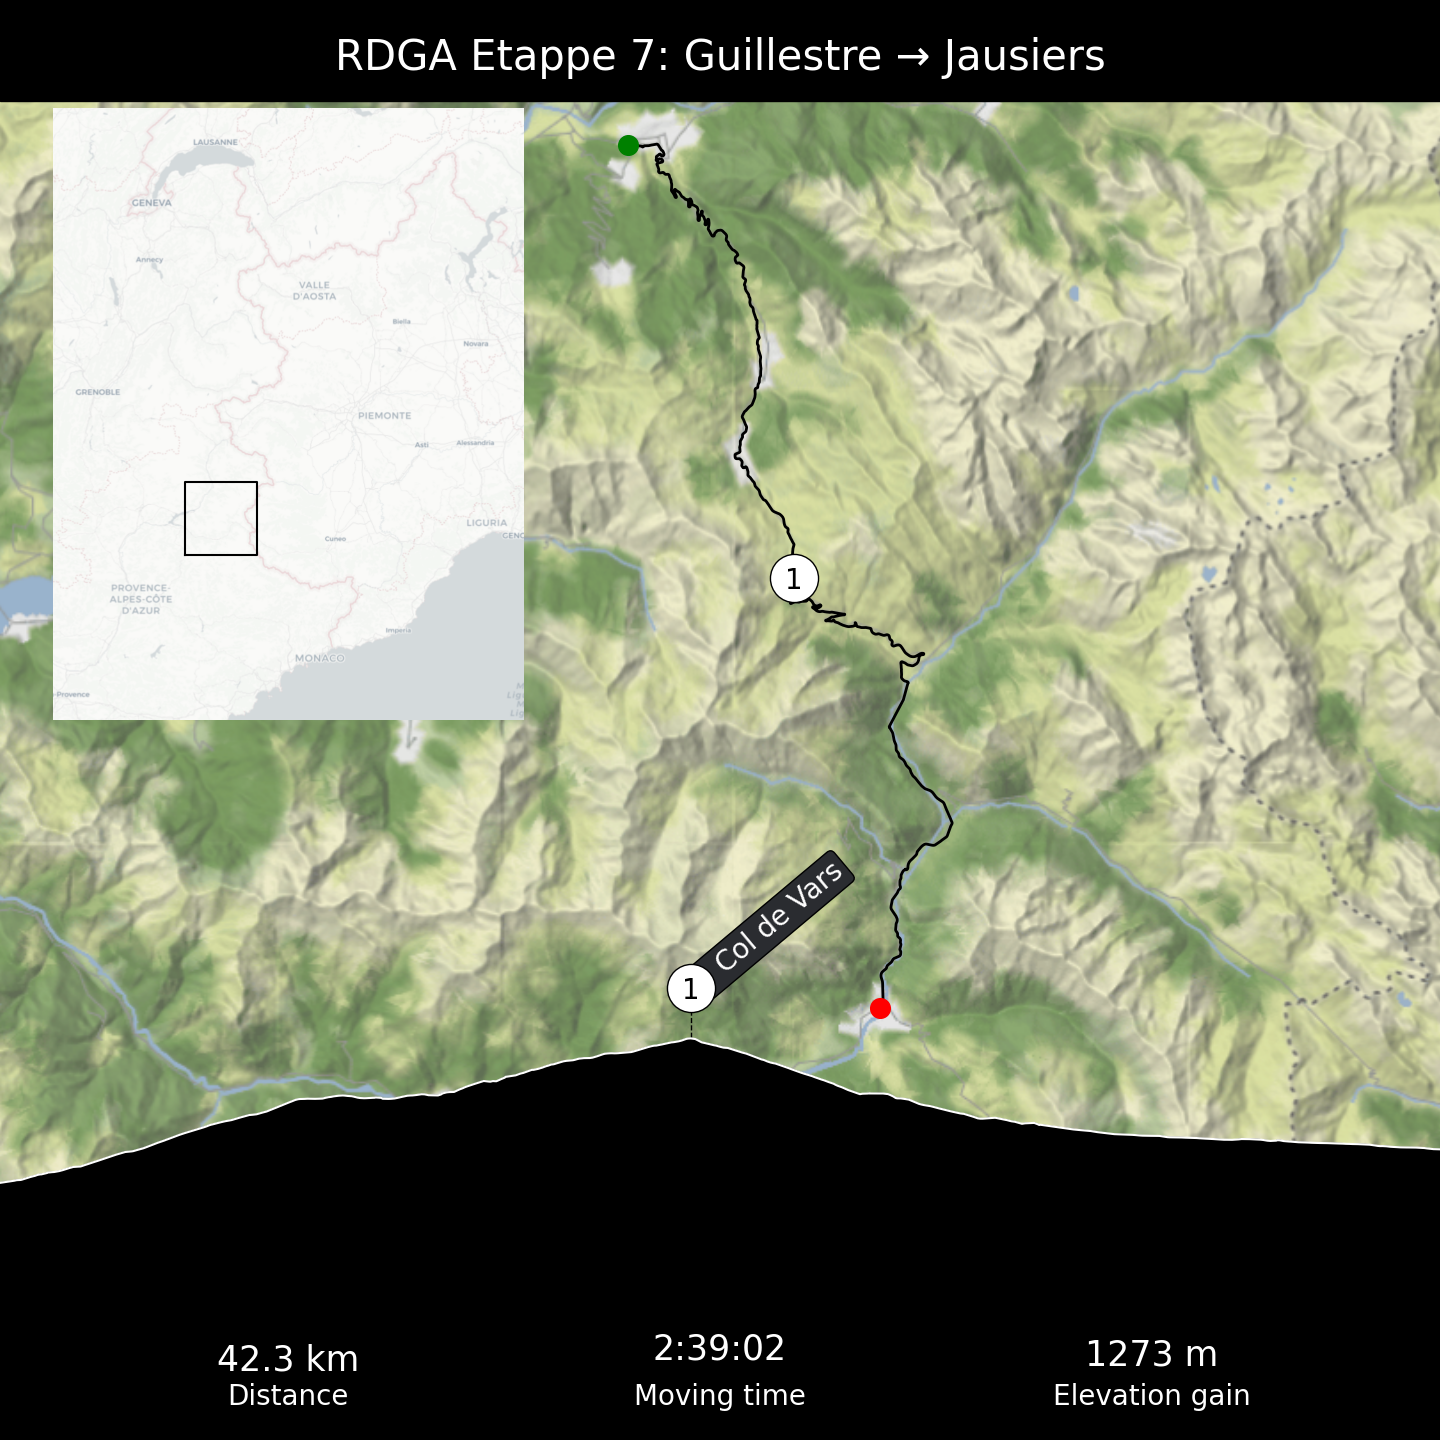 RDGA Etappe 7: Guillestre → Jausiers
LAUSANNE
GENEVA
Annecy
VALLE
D'AOSTA
Biella
Novara
GRENOBLE
PIEMONTE
Asti
Alessandria
LIGURIA
GENO
Cuneo
PROVENCE-
ALPES-CÔTE
D'AZUR
Imperia
MONACO
Provence
1
Col de Vars
1
42.3 km
Distance
2:39:02
Moving time
1273 m
Elevation gain